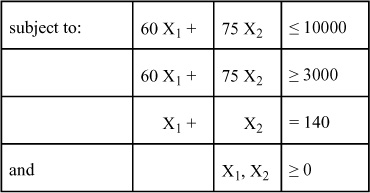 subject to: 60 X₁ + 75 X₂ ≤ 10000
60 X₁ + 75 X₂ ≥ 3000
X₁ + X₂ = 140
and X₁, X₂ ≥ 0